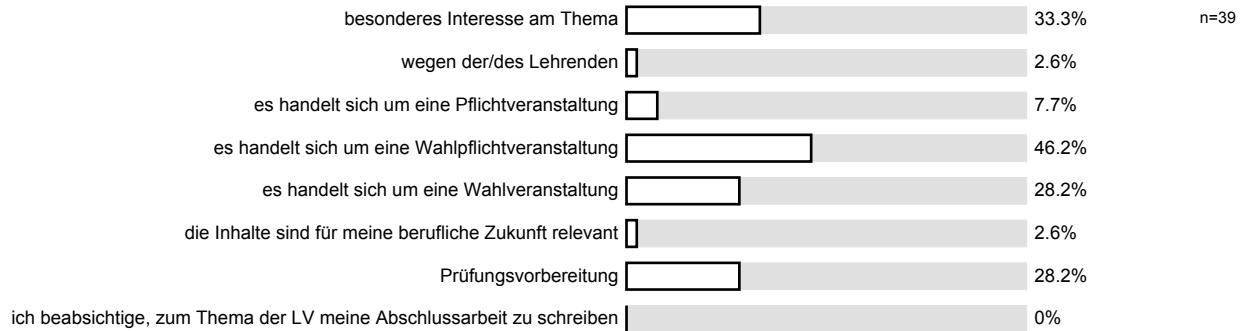 besonderes Interesse am Thema 33.3% n=39
wegen der/des Lehrenden 2.6%
es handelt sich um eine Pflichtveranstaltung 7.7%
es handelt sich um eine Wahlpflichtveranstaltung 46.2%
es handelt sich um eine Wahlveranstaltung 28.2%
die Inhalte sind für meine berufliche Zukunft relevant 2.6%
Prüfungsvorbereitung 28.2%
ich beabsichtige, zum Thema der LV meine Abschlussarbeit zu schreiben 0%